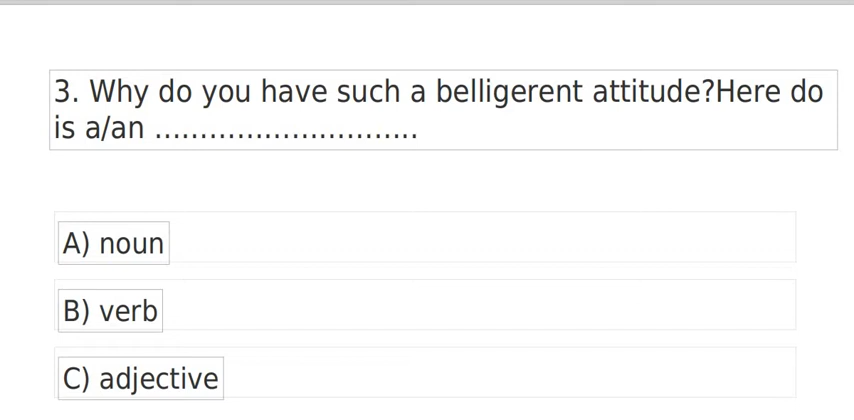 3. Why do you have such a belligerent attitude?Here do
is a/an .............................
A) noun
B) verb
C) adjective